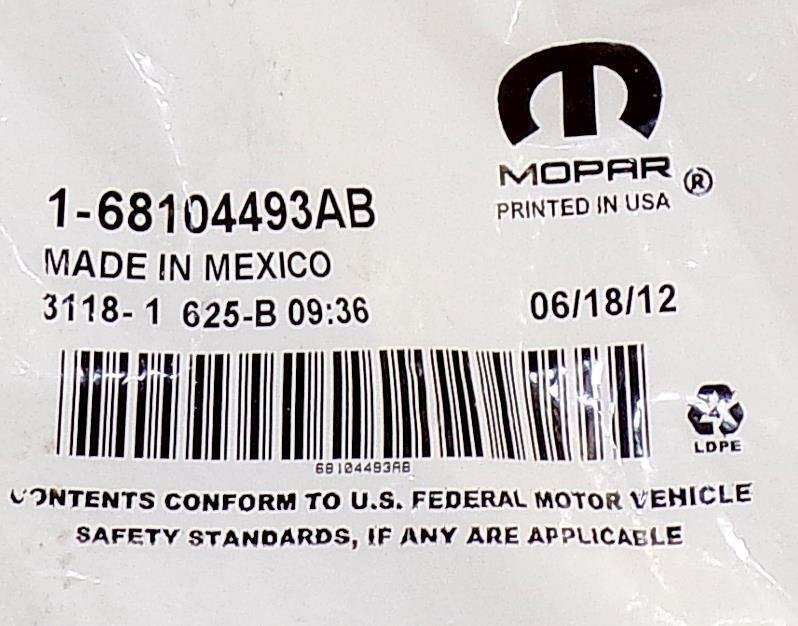 MOPAR ®
PRINTED IN USA
1-68104493AB
MADE IN MEXICO
3118-1 625-B 09:36 06/18/12
68104493AB
4
LDPE
CONTENTS CONFORM TO U.S. FEDERAL MOTOR VEHICLE
SAFETY STANDARDS, IF ANY ARE APPLICABLE